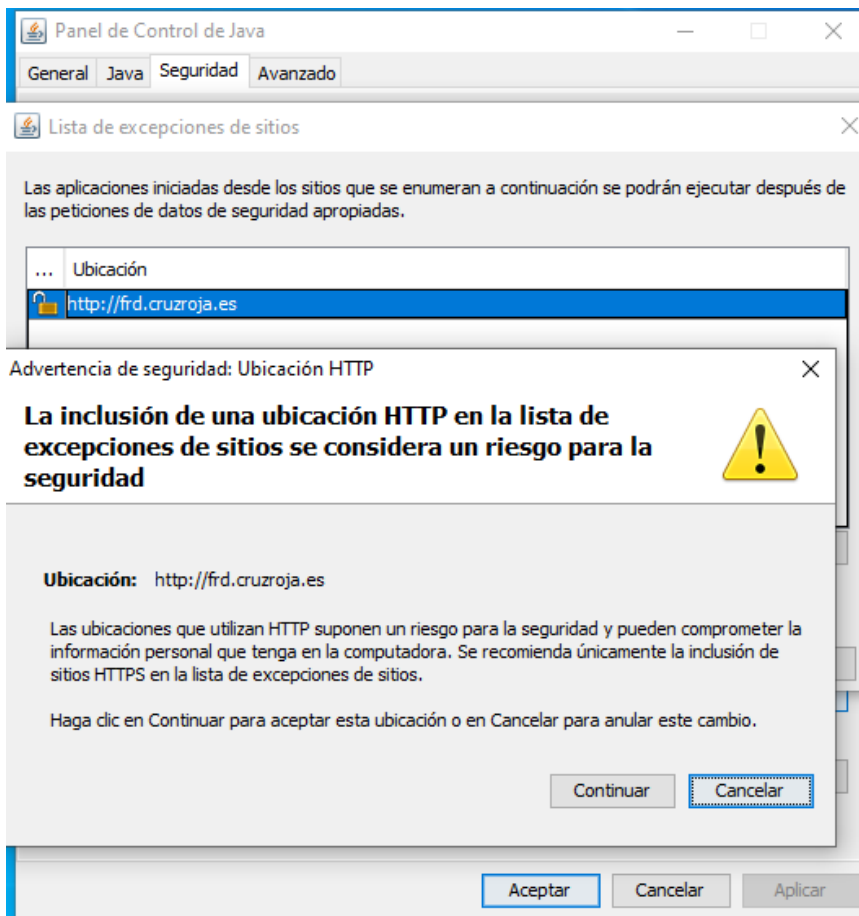 Panel de Control de Java
General Java Seguridad Avanzado
Lista de excepciones de sitios
Las aplicaciones iniciadas desde los sitios que se enumeran a continuación se podrán ejecutar después de
las peticiones de datos de seguridad apropiadas.
... Ubicación
http://frd.cruzroja.es
Advertencia de seguridad: Ubicación HTTP
La inclusión de una ubicación HTTP en la lista de
excepciones de sitios se considera un riesgo para la
seguridad
Ubicación: http://frd.cruzroja.es
Las ubicaciones que utilizan HTTP suponen un riesgo para la seguridad y pueden comprometer la
información personal que tenga en la computadora. Se recomienda únicamente la inclusión de
sitios HTTPS en la lista de excepciones de sitios.
Haga clic en Continuar para aceptar esta ubicación o en Cancelar para anular este cambio.
Continuar Cancelar
Aceptar Cancelar Aplicar